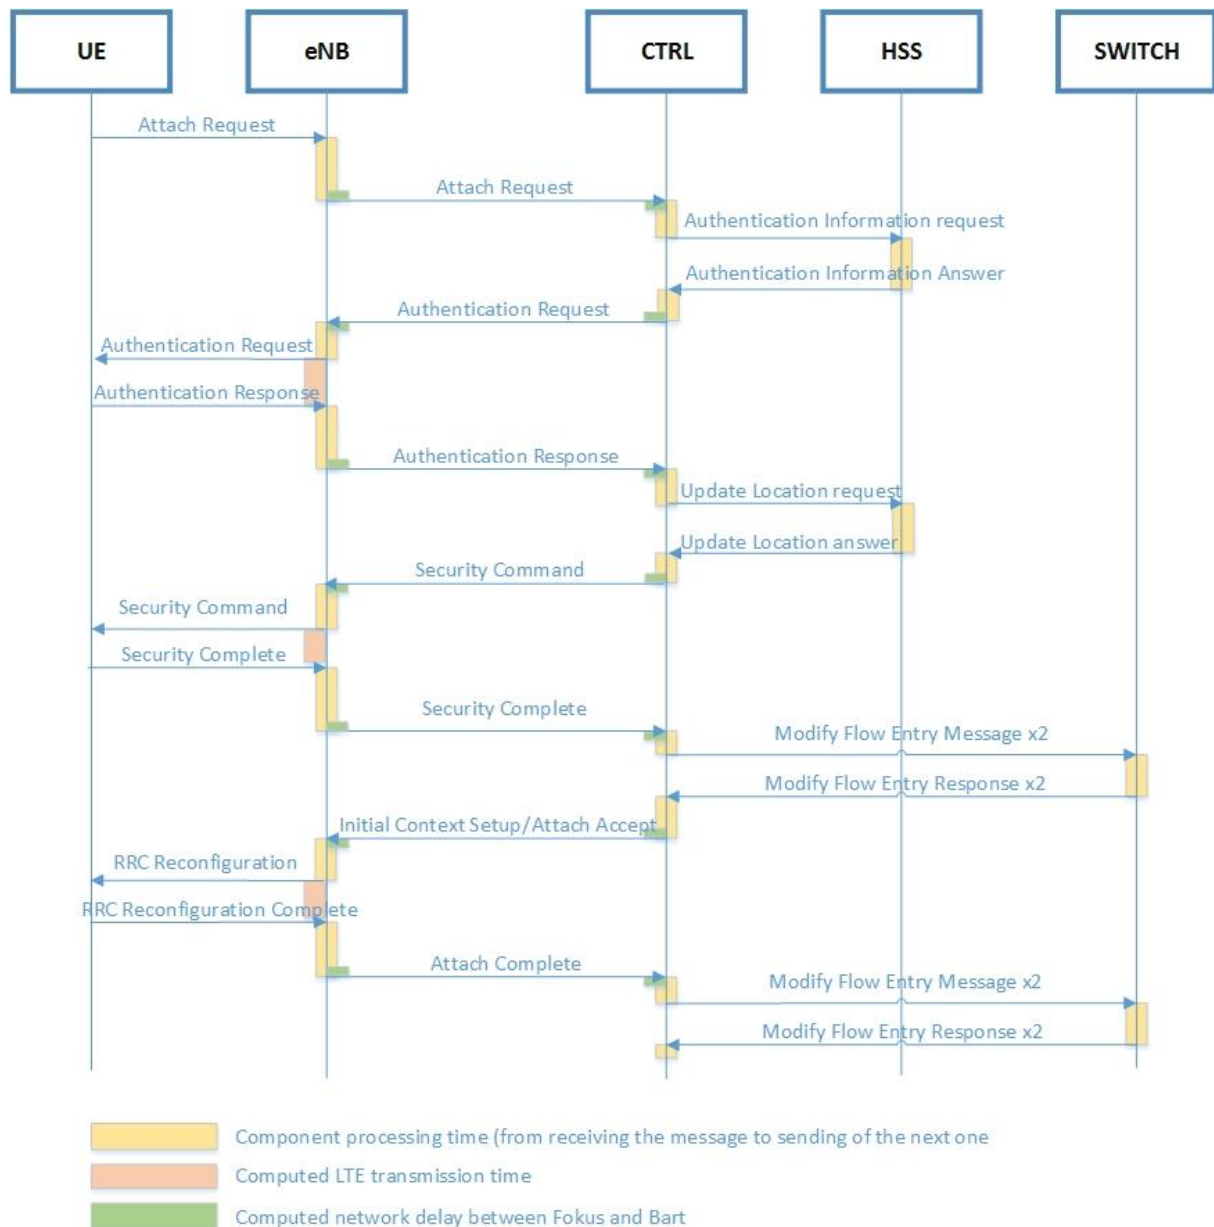 UE
eNB
CTRL
HSS
SWITCH
Attach Request
Attach Request
Authentication Information request
Authentication Information Answer
Authentication Request
Authentication Request
Authentication Response
Authentication Response
Update Location request
Update Location answer
Security Command
Security Command
Security Complete
Security Complete
Modify Flow Entry Message x2
Modify Flow Entry Response x2
Initial Context Setup/Attach Accept
RRC Reconfiguration
RRC Reconfiguration Complete
Attach Complete
Modify Flow Entry Message x2
Modify Flow Entry Response x2
Component processing time (from receiving the message to sending of the next one
Computed LTE transmission time
Computed network delay between Fokus and Bart